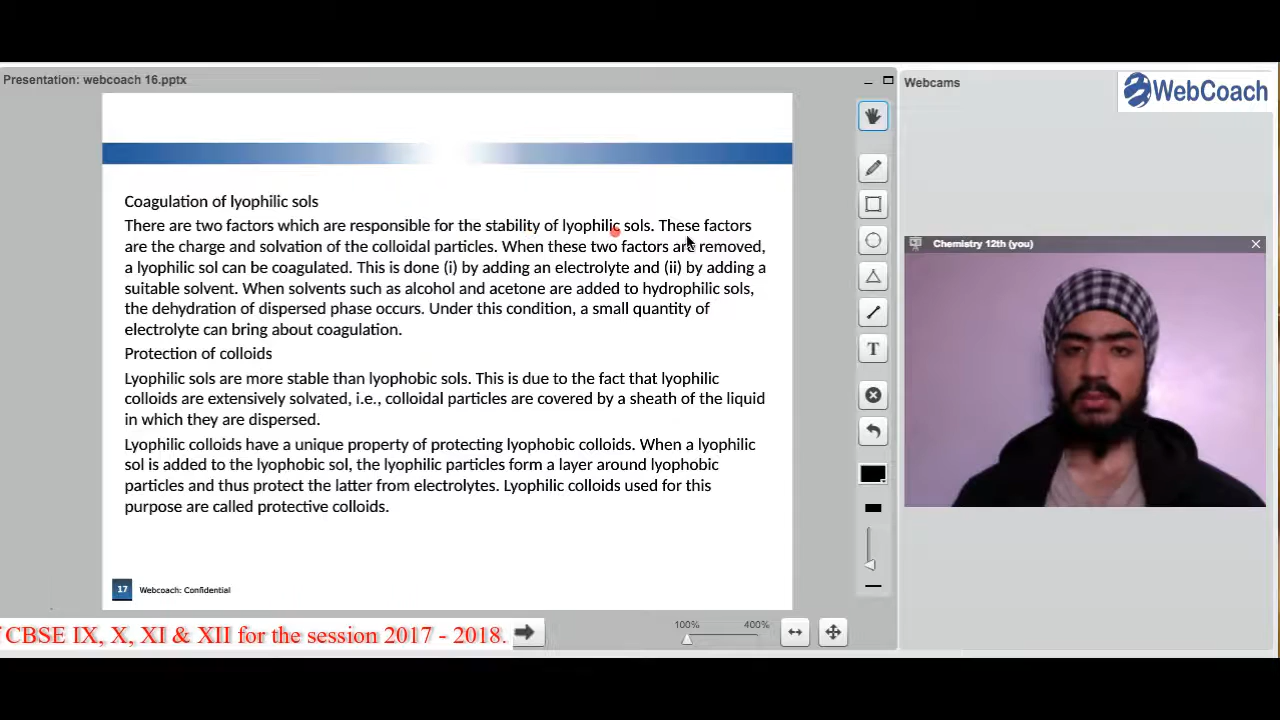 Presentation: webcoach 16.pptx
Webcams
WebCoach
Coagulation of lyophilic sols
There are two factors which are responsible for the stability of lyophilic sols. These factors
are the charge and solvation of the colloidal particles. When these two factors are removed,
a lyophilic sol can be coagulated. This is done (i) by adding an electrolyte and (ii) by adding a
suitable solvent. When solvents such as alcohol and acetone are added to hydrophilic sols,
the dehydration of dispersed phase occurs. Under this condition, a small quantity of
electrolyte can bring about coagulation.
Protection of colloids
Lyophilic sols are more stable than lyophobic sols. This is due to the fact that lyophilic
colloids are extensively solvated, i.e., colloidal particles are covered by a sheath of the liquid
in which they are dispersed.
Lyophilic colloids have a unique property of protecting lyophobic colloids. When a lyophilic
sol is added to the lyophobic sol, the lyophilic particles form a layer around lyophobic
particles and thus protect the latter from electrolytes. Lyophilic colloids used for this
purpose are called protective colloids.
17 Webcoach: Confidential
T
Chemistry 12th (you)
CBSE IX, X, XI & XII for the session 2017 - 2018.
100% 400%